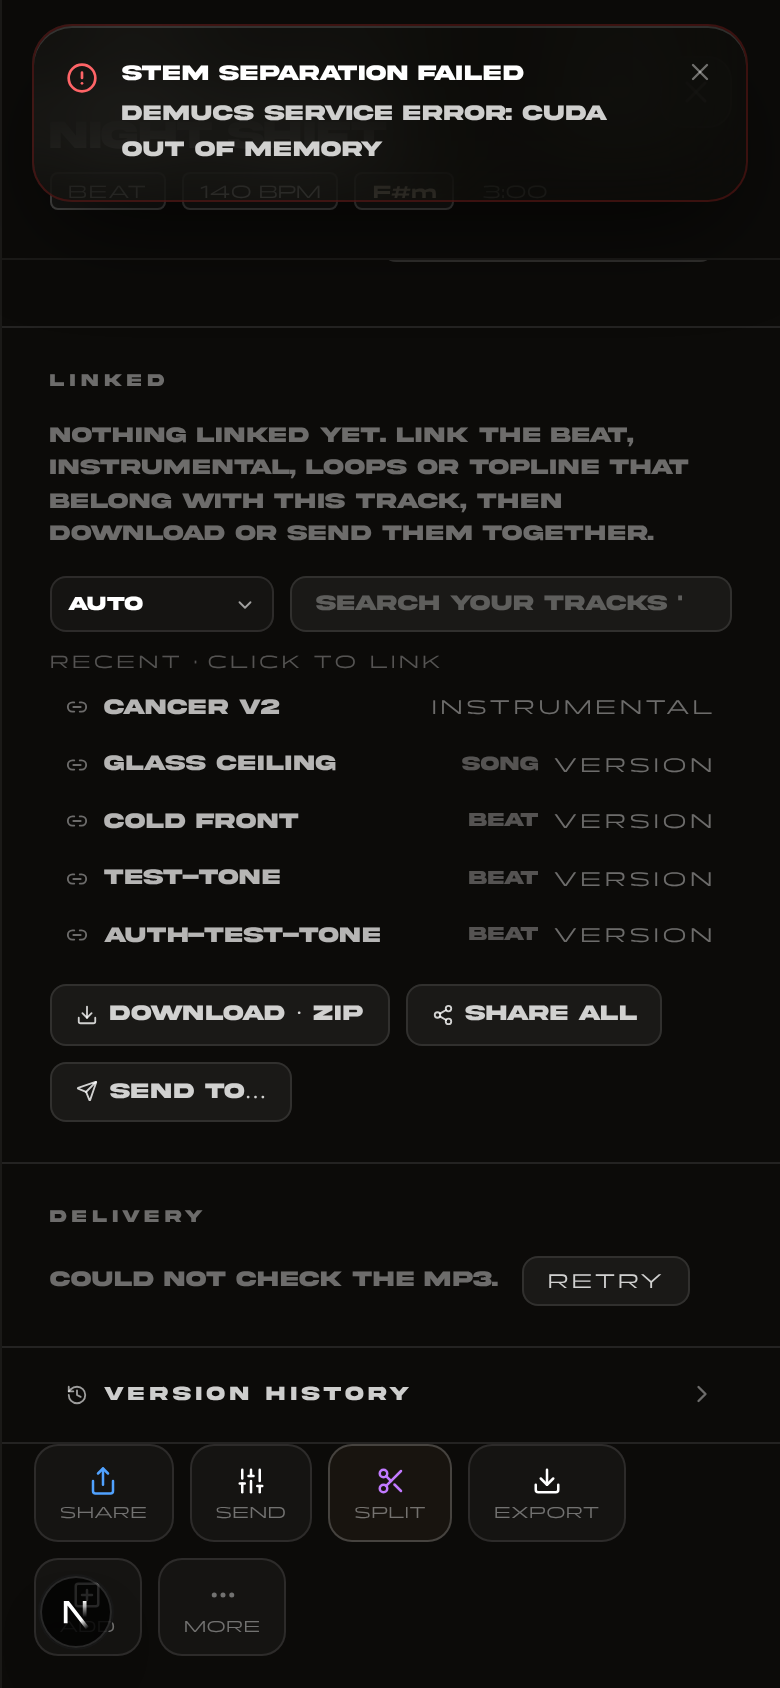 STEM SEPARATION FAILED
DEMUCS SERVICE ERROR: CUDA
OUT OF MEMORY
NIGHT SHIFT
BEAT 140 BPM F#m 3:00
LINKED
NOTHING LINKED YET. LINK THE BEAT,
INSTRUMENTAL, LOOPS OR TOPLINE THAT
BELONG WITH THIS TRACK, THEN
DOWNLOAD OR SEND THEM TOGETHER.
AUTO SEARCH YOUR TRACKS
RECENT · CLICK TO LINK
CANCER V2 INSTRUMENTAL
GLASS CEILING SONG VERSION
COLD FRONT BEAT VERSION
TEST-TONE BEAT VERSION
AUTH-TEST-TONE BEAT VERSION
DOWNLOAD · ZIP SHARE ALL
SEND TO...
DELIVERY
COULD NOT CHECK THE MP3. RETRY
VERSION HISTORY
SHARE SEND SPLIT EXPORT
ADD MORE
N